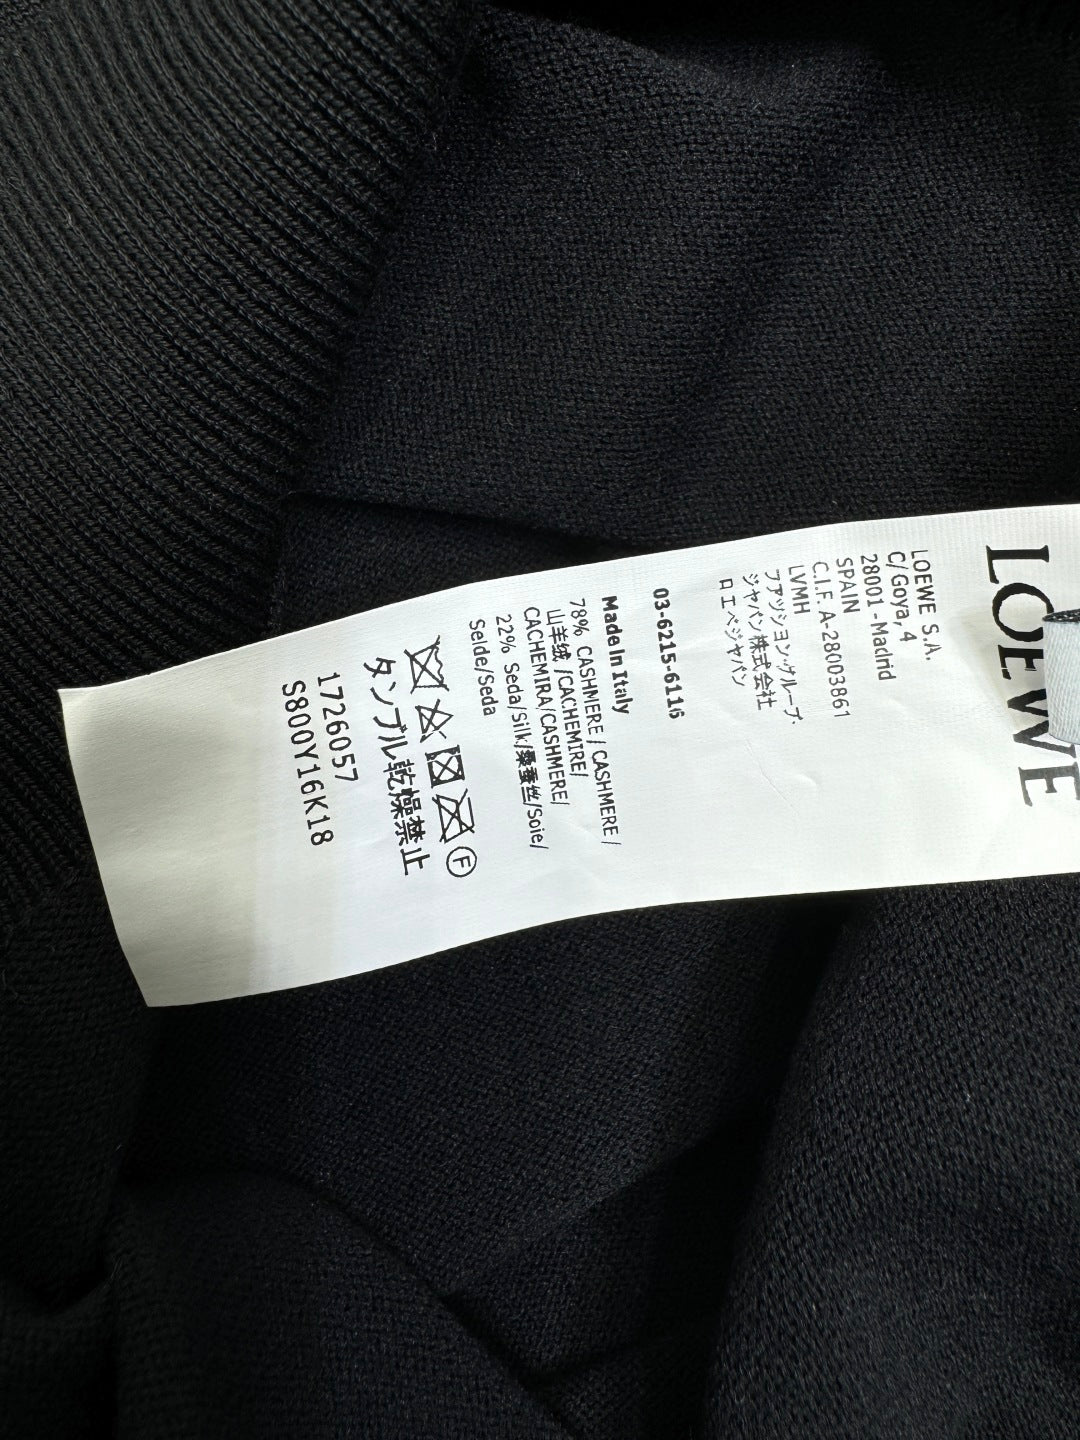 LOEWE
LOEWE S.A.
C/ Goya, 4
28001 - Madrid
SPAIN
C.I.F. A-28003861
LVMH
ファッション・グループ・
ジャパン株式会社
ロエベジャパン
03-6215-6116
Made In Italy
78% CASHMERE / CASHMERE /
山羊绒 /CACHEMIRE/
CACHEMIRA/CASHMERE/
22% Seda/Silk/桑蚕丝/Soie/
Seide/Seda
F
タンブル乾燥禁止
1726057
S800Y16K18